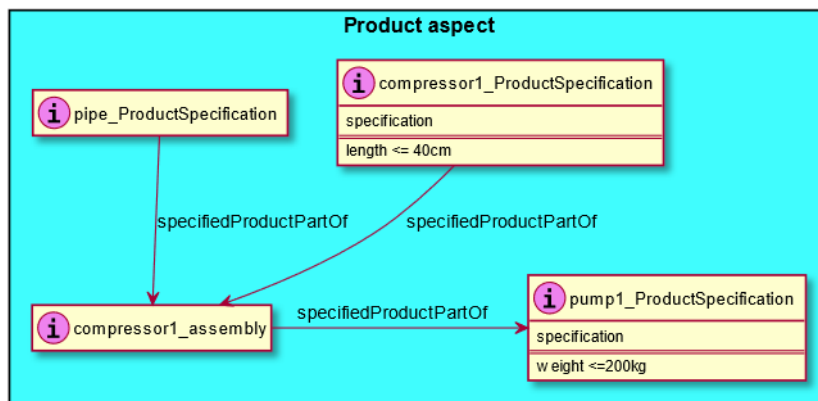 Product aspect
i compressor1_ProductSpecification
specification
length <= 40cm
i pipe_ProductSpecification
specifiedProductPartOf
specifiedProductPartOf
i compressor1_assembly
specifiedProductPartOf
i pump1_ProductSpecification
specification
weight <=200kg